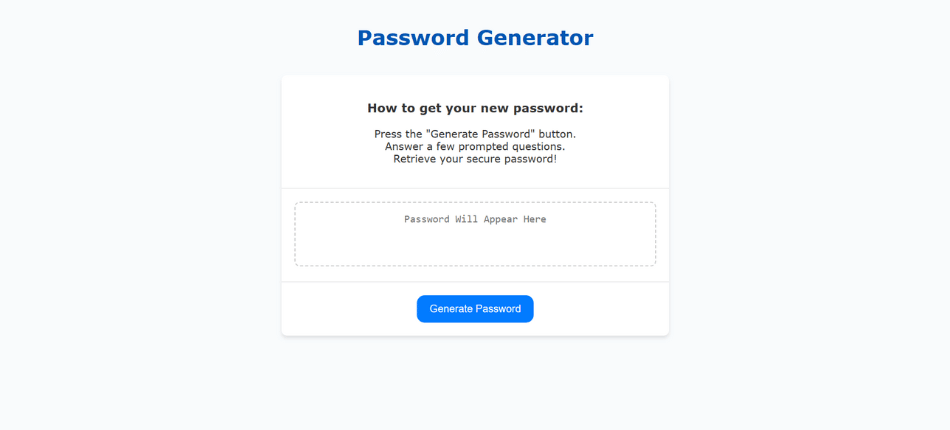 Password Generator
How to get your new password:
Press the "Generate Password" button.
Answer a few prompted questions.
Retrieve your secure password!
Password Will Appear Here
Generate Password